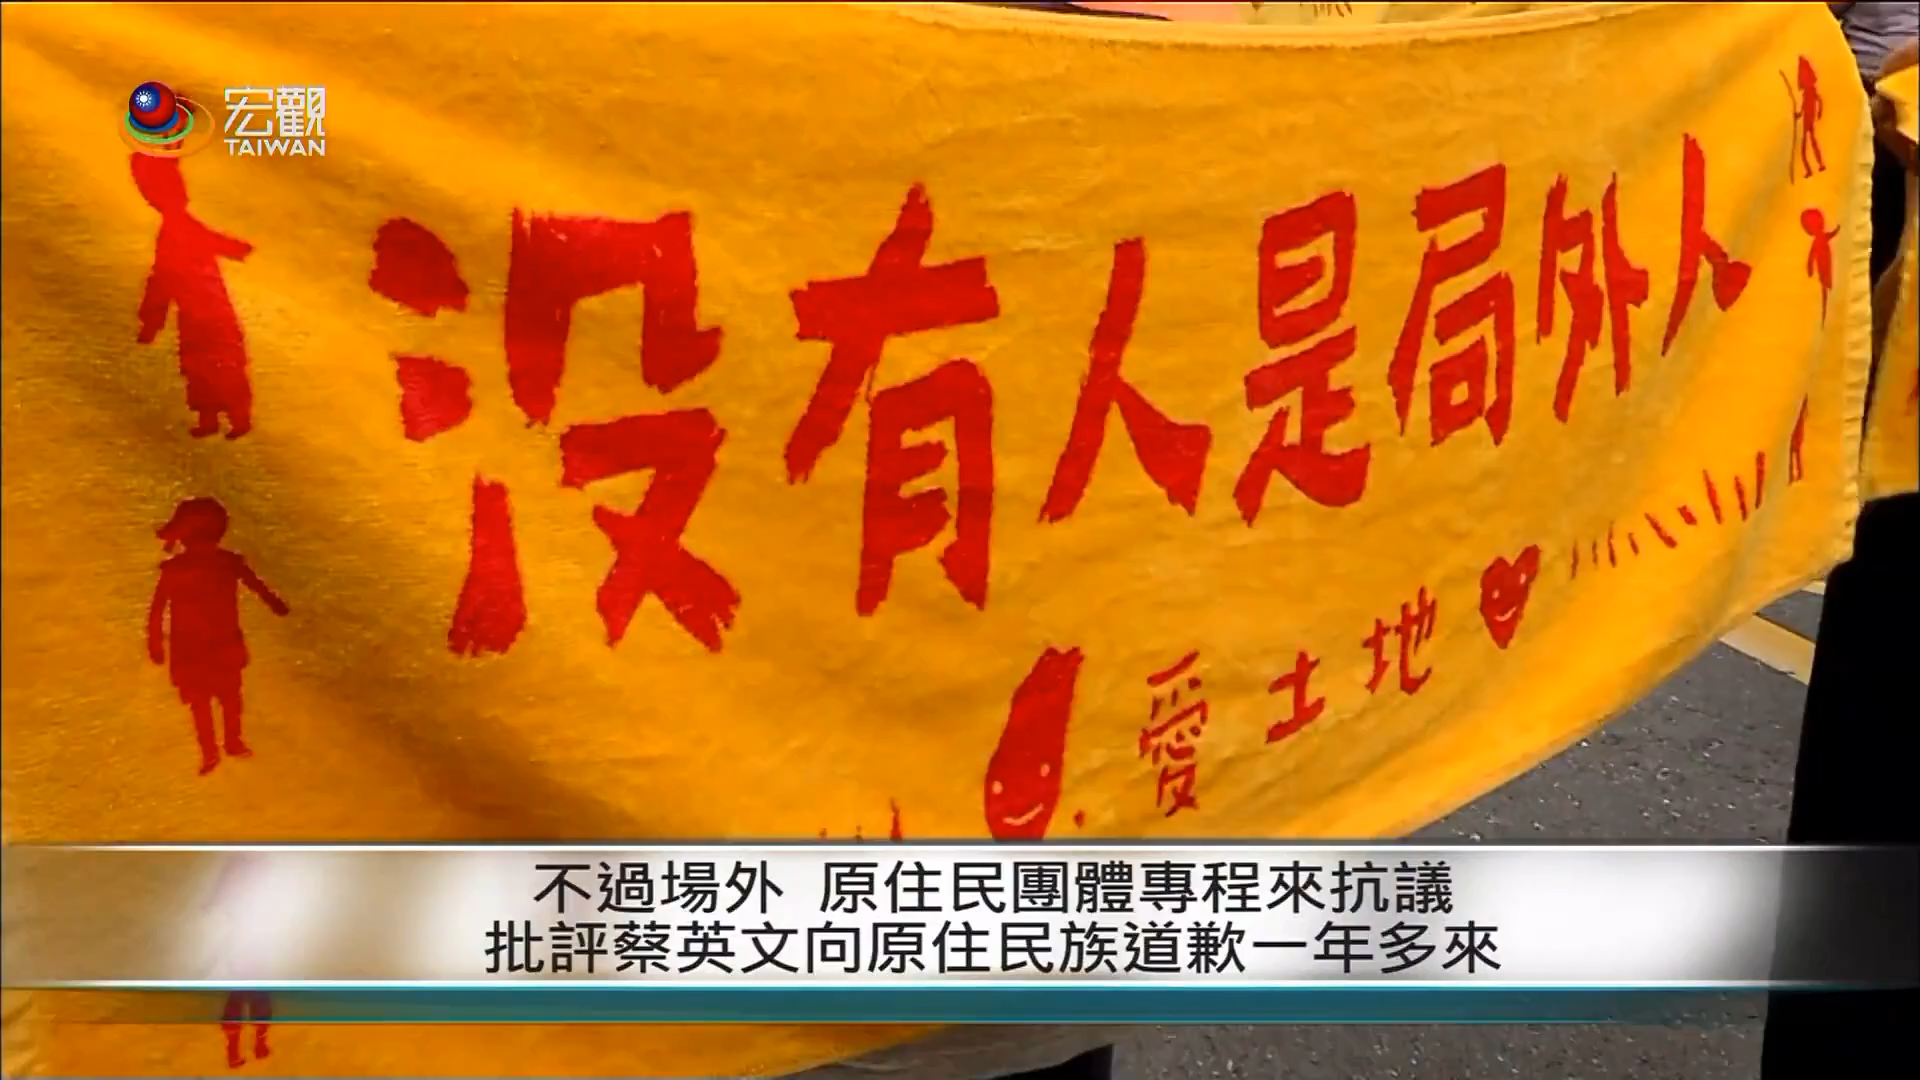 宏觀
TAIWAN
没有人是局外人
愛土地
不過場外 原住民團體專程來抗議
批評蔡英文向原住民族道歉一年多來